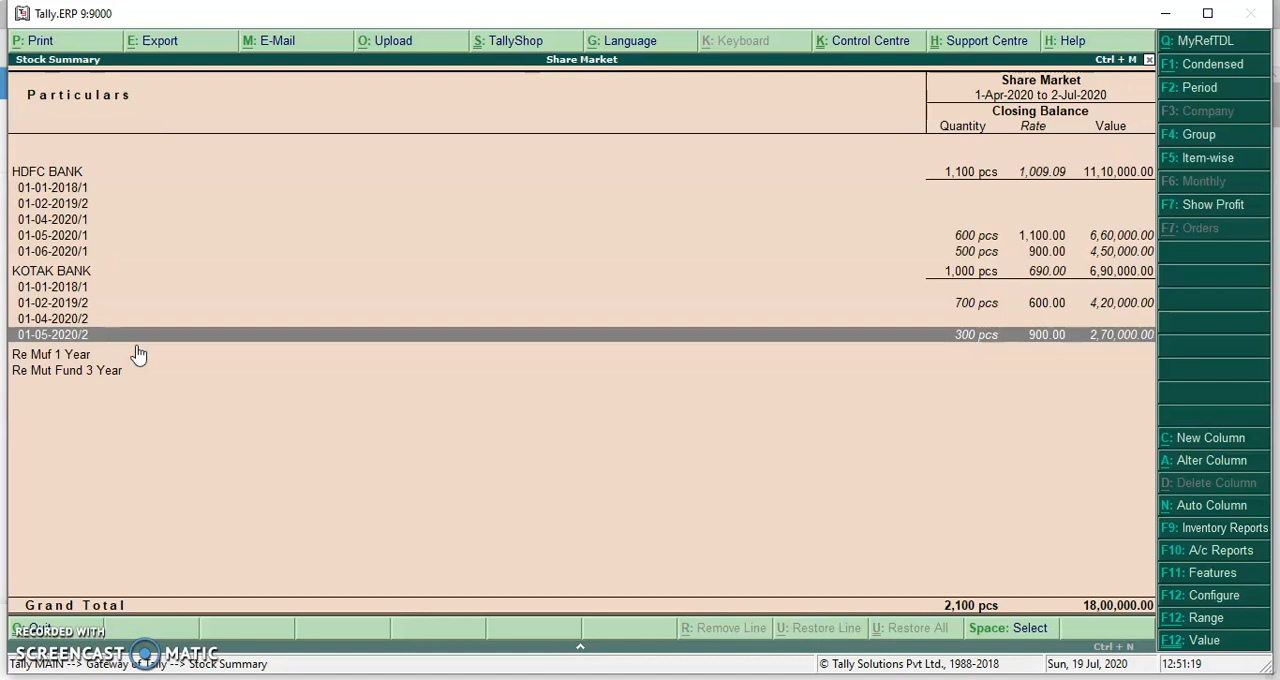 Tally.ERP 9:9000
P: Print E: Export M: E-Mail O: Upload S: TallyShop G: Language K: Keyboard K: Control Centre H: Support Centre H: Help
Stock Summary Share Market Ctrl + M
Particulars
Share Market
1-Apr-2020 to 2-Jul-2020
Closing Balance
Quantity Rate Value
HDFC BANK 1,100 pcs 1,009.09 11,10,000.00
01-01-2018/1
01-02-2019/2
01-04-2020/1
01-05-2020/1 600 pcs 1,100.00 6,60,000.00
01-06-2020/1 500 pcs 900.00 4,50,000.00
KOTAK BANK 1,000 pcs 690.00 6,90,000.00
01-01-2018/1
01-02-2019/2 700 pcs 600.00 4,20,000.00
01-04-2020/2
01-05-2020/2 300 pcs 900.00 2,70,000.00
Re Muf 1 Year
Re Mut Fund 3 Year
Grand Total 2,100 pcs 18,00,000.00
Q: MyRefTDL
F1: Condensed
F2: Period
F3: Company
F4: Group
F5: Item-wise
F6: Monthly
F7: Show Profit
F7: Orders
C: New Column
A: Alter Column
D: Delete Column
N: Auto Column
F9: Inventory Reports
F10: A/c Reports
F11: Features
F12: Configure
F12: Range
F12: Value
R: Remove Line U: Restore Line U: Restore All Space: Select
RECORDED WITH
SCREENCAST MATIC
Ctrl + N
Tally MAIN --> Gateway of Tally --> Stock Summary © Tally Solutions Pvt Ltd., 1988-2018 Sun, 19 Jul, 2020 12:51:19